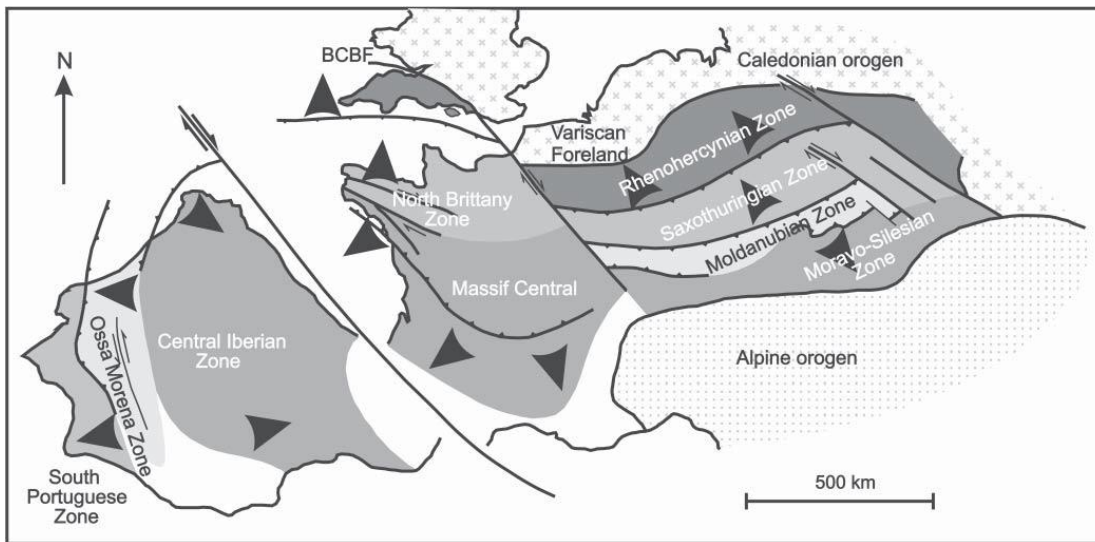 BCBF
N
Caledonian orogen
Variscan
Foreland
Rhenohercynian Zone
North Brittany
Zone
Saxothuringian Zone
Moldanubian Zone
Moravo-Silesian
Zone
Massif Central
Ossa Morena Zone
Central Iberian
Zone
Alpine orogen
South
Portuguese
Zone
500 km